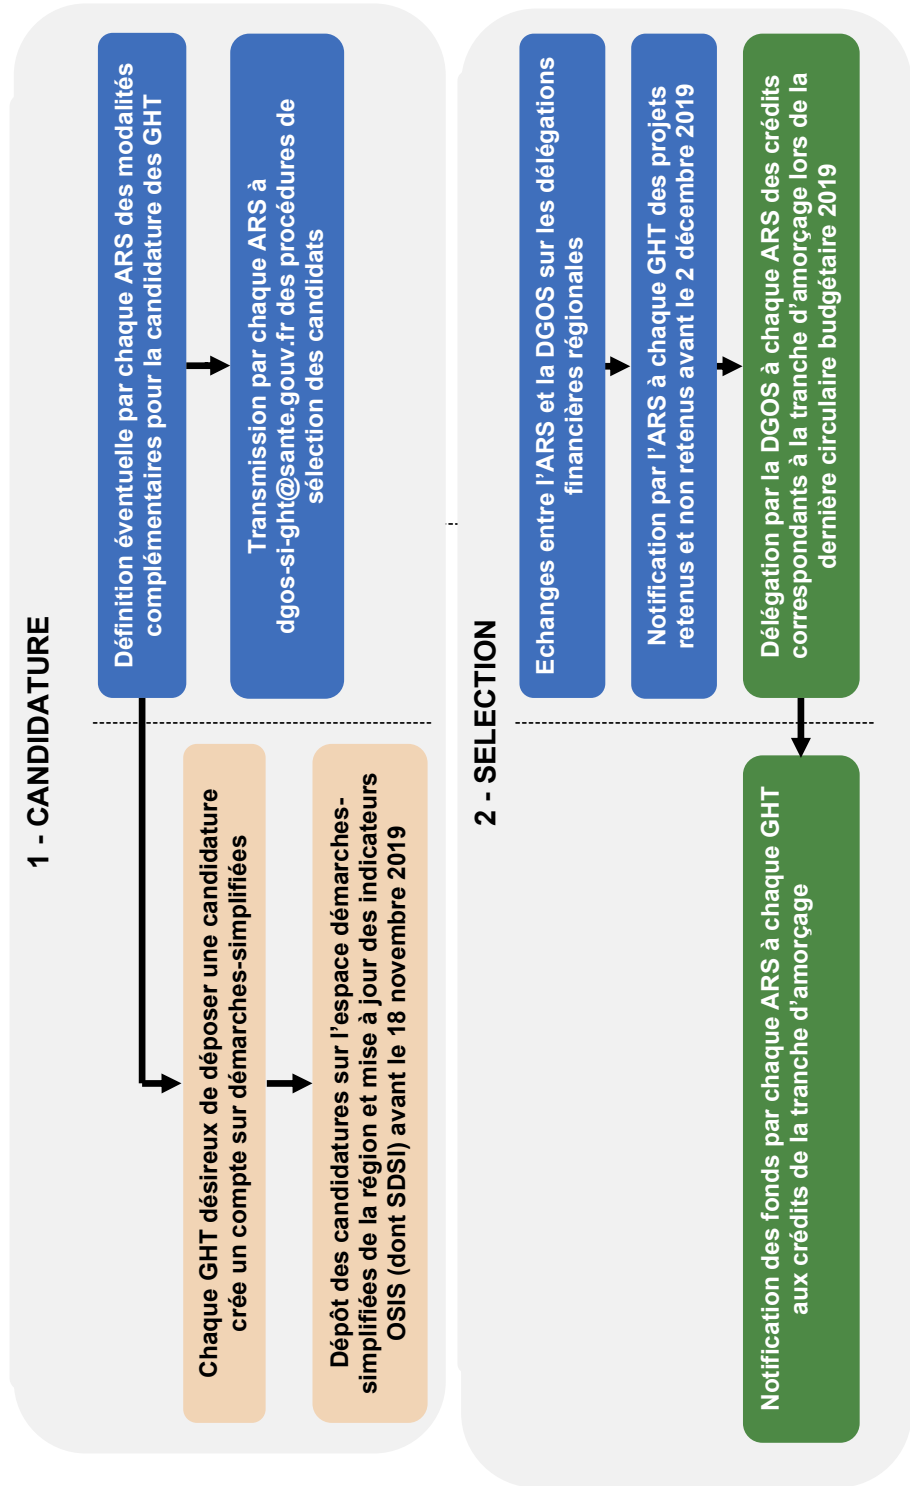 1 - CANDIDATURE
Définition éventuelle par chaque ARS des modalités
complémentaires pour la candidature des GHT
Transmission par chaque ARS à
dgos-si-ght@sante.gouv.fr des procédures de
sélection des candidats
Chaque GHT désireux de déposer une candidature
crée un compte sur démarches-simplifiées
Dépôt des candidatures sur l'espace démarches-
simplifiées de la région et mise à jour des indicateurs
OSIS (dont SDSI) avant le 18 novembre 2019
2 - SELECTION
Echanges entre l'ARS et la DGOS sur les délégations
financières régionales
Notification par l'ARS à chaque GHT des projets
retenus et non retenus avant le 2 décembre 2019
Délégation par la DGOS à chaque ARS des crédits
correspondants à la tranche d'amorçage lors de la
dernière circulaire budgétaire 2019
Notification des fonds par chaque ARS à chaque GHT
aux crédits de la tranche d'amorçage